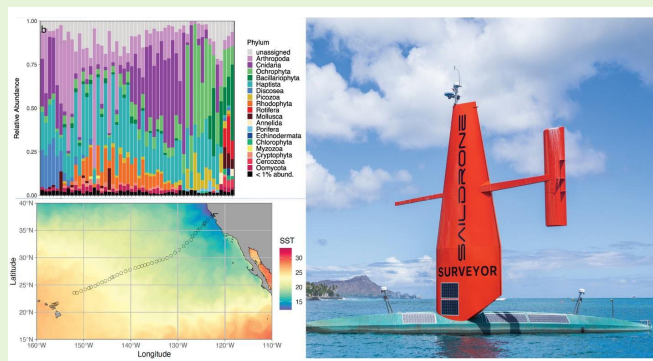 b
1.00
0.75
0.50
0.25
0.00
Relative Abundance
Phylum
unassigned
Arthropoda
Cnidaria
Ochrophyta
Bacillariophyta
Haptista
Discosea
Picozoa
Rhodophyta
Rotifera
Mollusca
Annelida
Porifera
Echinodermata
Chlorophyta
Myzozoa
Cryptophyta
Cercozoa
Oomycota
< 1% abund.
40°N
35°N
30°N
25°N
20°N
15°N
Latitude
160°W 150°W 140°W 130°W 120°W 110°W
Longitude
SST
30
25
20
15
SAILDRONE
SURVEYOR